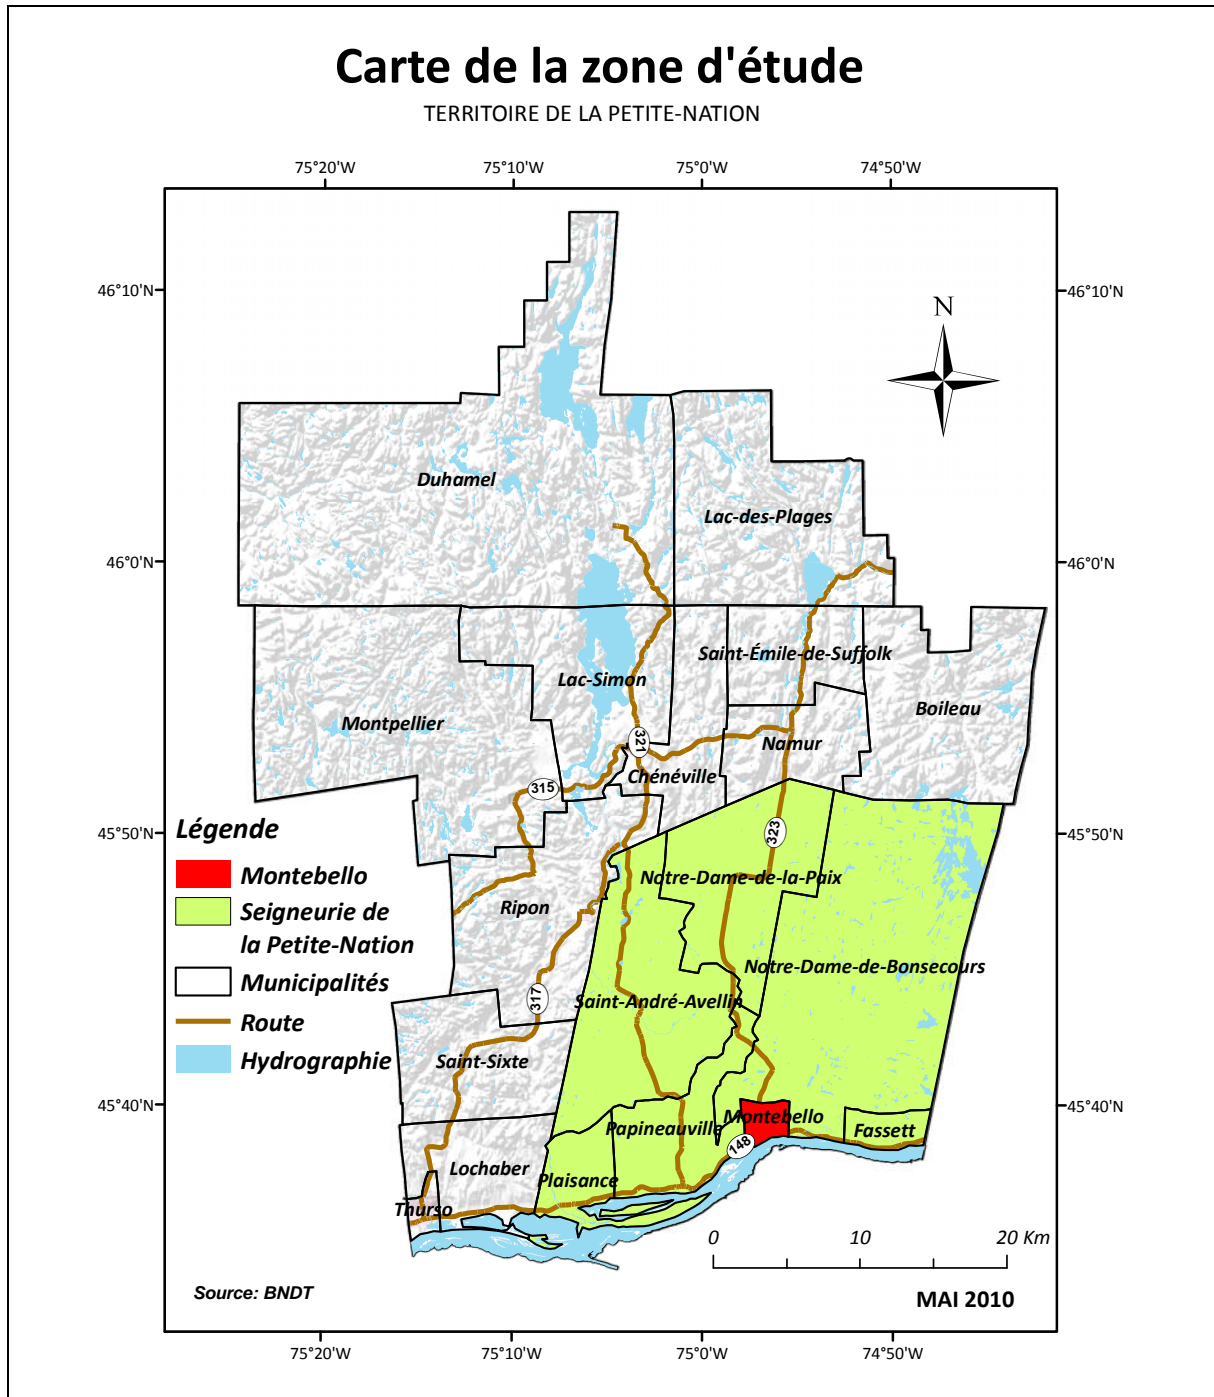 Carte de la zone d'étude
TERRITOIRE DE LA PETITE-NATION
75°20'W
75°10'W
75°0'W
74°50'W
46°10'N
46°10'N
N
Duhamel
Lac-des-Plages
46°0'N
46°0'N
Saint-Émile-de-Suffolk
Lac-Simon
Boileau
Montpellier
321
Namur
Chénéville
315
45°50'N
45°50'N
323
Légende
Montebello
Seigneurie de
la Petite-Nation
Municipalités
Route
Hydrographie
Notre-Dame-de-la-Paix
Ripon
Notre-Dame-de-Bonsecours
317
Saint-André-Avellin
Saint-Sixte
45°40'N
45°40'N
Montebello
Papineauville
Fassett
148
Lochaber
Plaisance
Thurso
0
10
20 Km
Source: BNDT
MAI 2010
75°20'W
75°10'W
75°0'W
74°50'W